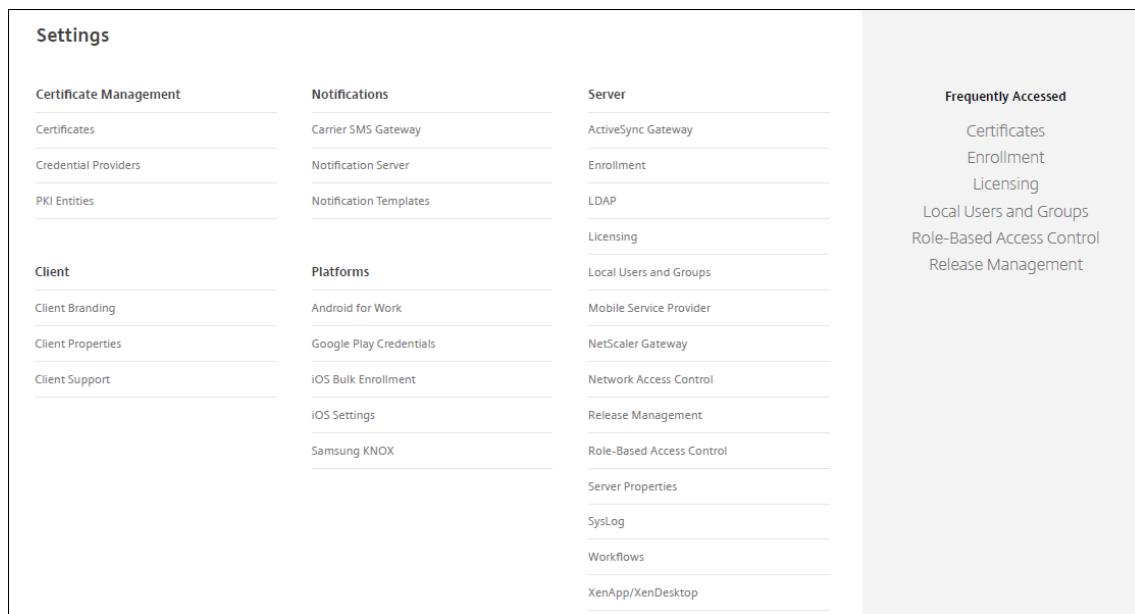 Settings
Certificate Management
Certificates
Credential Providers
PKI Entities
Notifications
Carrier SMS Gateway
Notification Server
Notification Templates
Server
ActiveSync Gateway
Enrollment
LDAP
Licensing
Local Users and Groups
Mobile Service Provider
NetScaler Gateway
Network Access Control
Release Management
Role-Based Access Control
Server Properties
SysLog
Workflows
XenApp/XenDesktop
Client
Client Branding
Client Properties
Client Support
Platforms
Android for Work
Google Play Credentials
iOS Bulk Enrollment
iOS Settings
Samsung KNOX
Frequently Accessed
Certificates
Enrollment
Licensing
Local Users and Groups
Role-Based Access Control
Release Management